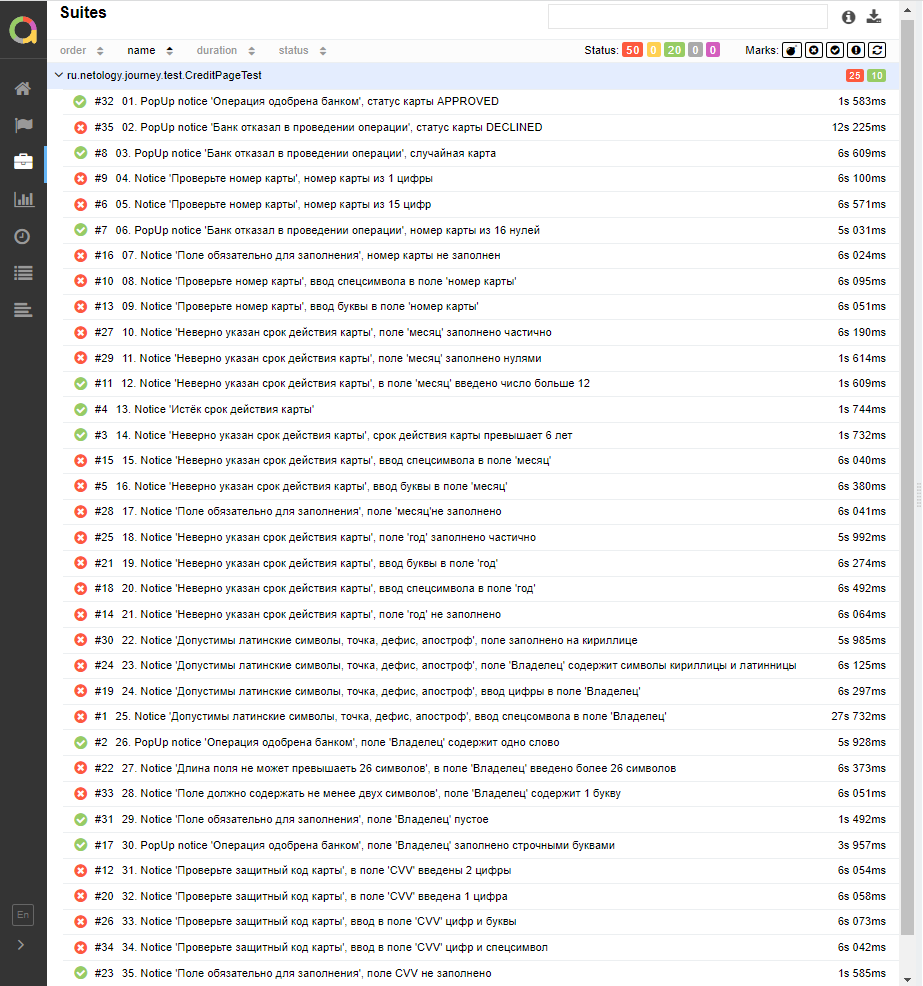 Suites
order name duration status Status: 50 0 20 0 0 Marks:
ru.netology.journey.test.CreditPageTest 25 10
#32 01. PopUp notice 'Операция одобрена банком', статус карты APPROVED 1s 583ms
#35 02. PopUp notice 'Банк отказал в проведении операции', статус карты DECLINED 12s 225ms
#8 03. PopUp notice 'Банк отказал в проведении операции', случайная карта 6s 609ms
#9 04. Notice 'Проверьте номер карты', номер карты из 1 цифры 6s 100ms
#6 05. Notice 'Проверьте номер карты', номер карты из 15 цифр 6s 571ms
#7 06. PopUp notice 'Банк отказал в проведении операции', номер карты из 16 нулей 5s 031ms
#16 07. Notice 'Поле обязательно для заполнения', номер карты не заполнен 6s 024ms
#10 08. Notice 'Проверьте номер карты', ввод спецсимвола в поле 'номер карты' 6s 095ms
#13 09. Notice 'Проверьте номер карты', ввод буквы в поле 'номер карты' 6s 051ms
#27 10. Notice 'Неверно указан срок действия карты', поле 'месяц' заполнено частично 6s 190ms
#29 11. Notice 'Неверно указан срок действия карты', поле 'месяц' заполнено нулями 1s 614ms
#11 12. Notice 'Неверно указан срок действия карты', в поле 'месяц' введено число больше 12 1s 609ms
#4 13. Notice 'Истёк срок действия карты' 1s 744ms
#3 14. Notice 'Неверно указан срок действия карты', срок действия карты превышает 6 лет 1s 732ms
#15 15. Notice 'Неверно указан срок действия карты', ввод спецсимвола в поле 'месяц' 6s 040ms
#5 16. Notice 'Неверно указан срок действия карты', ввод буквы в поле 'месяц' 6s 380ms
#28 17. Notice 'Поле обязательно для заполнения', поле 'месяц'не заполнено 6s 041ms
#25 18. Notice 'Неверно указан срок действия карты', поле 'год' заполнено частично 5s 992ms
#21 19. Notice 'Неверно указан срок действия карты', ввод буквы в поле 'год' 6s 274ms
#18 20. Notice 'Неверно указан срок действия карты', ввод спецсимвола в поле 'год' 6s 492ms
#14 21. Notice 'Неверно указан срок действия карты', поле 'год' не заполнено 6s 064ms
#30 22. Notice 'Допустимы латинские символы, точка, дефис, апостроф', поле заполнено на кириллице 5s 985ms
#24 23. Notice 'Допустимы латинские символы, точка, дефис, апостроф', поле 'Владелец' содержит символы кириллицы и латинницы 6s 125ms
#19 24. Notice 'Допустимы латинские символы, точка, дефис, апостроф', ввод цифры в поле 'Владелец' 6s 297ms
#1 25. Notice 'Допустимы латинские символы, точка, дефис, апостроф', ввод спецсомвола в поле 'Владелец' 27s 732ms
#2 26. PopUp notice 'Операция одобрена банком', поле 'Владелец' содержит одно слово 5s 928ms
#22 27. Notice 'Длина поля не может превышаеть 26 символов', в поле 'Владелец' введено более 26 символов 6s 373ms
#33 28. Notice 'Поле должно содержать не менее двух символов', поле 'Владелец' содержит 1 букву 6s 051ms
#31 29. Notice 'Поле обязательно для заполнения', поле 'Владелец' пустое 1s 492ms
#17 30. PopUp notice 'Операция одобрена банком', поле 'Владелец' заполнено строчными буквами 3s 957ms
#12 31. Notice 'Проверьте защитный код карты', в поле 'CVV' введены 2 цифры 6s 054ms
#20 32. Notice 'Проверьте защитный код карты', в поле 'CVV' введена 1 цифра 6s 058ms
#26 33. Notice 'Проверьте защитный код карты', ввод в поле 'CVV' цифр и буквы 6s 073ms
#34 34. Notice 'Проверьте защитный код карты', ввод в поле 'CVV' цифр и спецсимвол 6s 042ms
#23 35. Notice 'Поле обязательно для заполнения', поле CVV не заполнено 1s 585ms
En